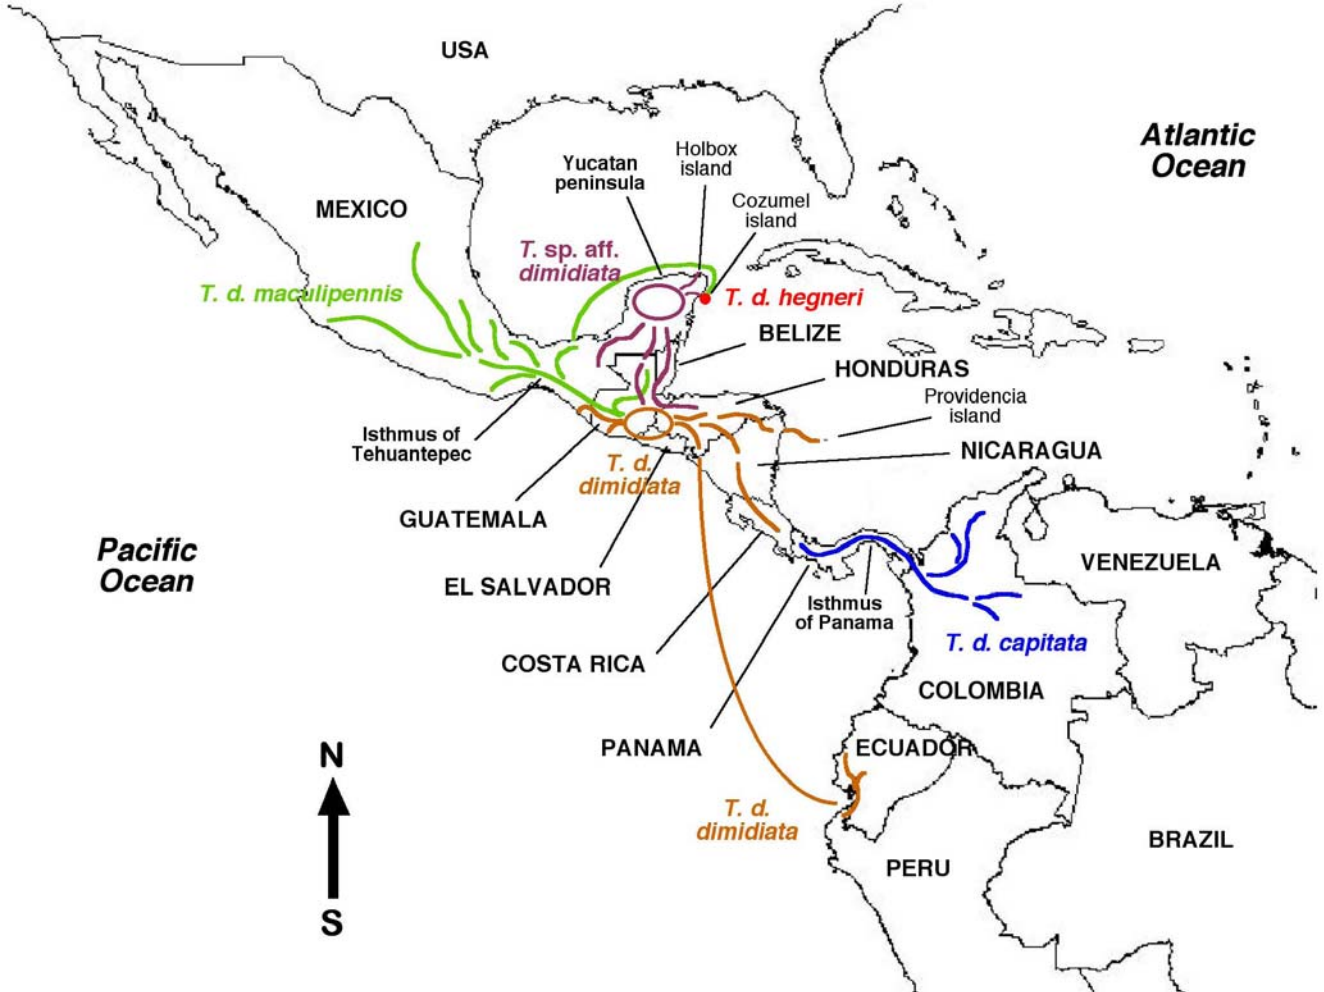 USA
Atlantic
Ocean
Holbox
island
Yucatan
peninsula
Cozumel
island
MEXICO
T. sp. aff.
dimidiata
T. d. maculipennis
T. d. hegneri
BELIZE
HONDURAS
Providencia
island
Isthmus of
Tehuantepec
NICARAGUA
T. d.
dimidiata
GUATEMALA
Pacific
Ocean
VENEZUELA
EL SALVADOR
Isthmus
of Panama
T. d. capitata
COSTA RICA
COLOMBIA
PANAMA
ECUADOR
N
T. d.
dimidiata
BRAZIL
PERU
S